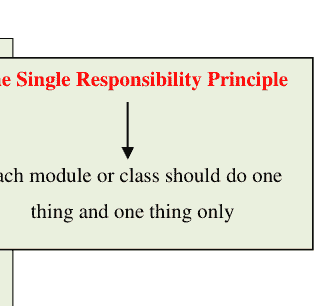 e Single Responsibility Principle
ach module or class should do one
thing and one thing only